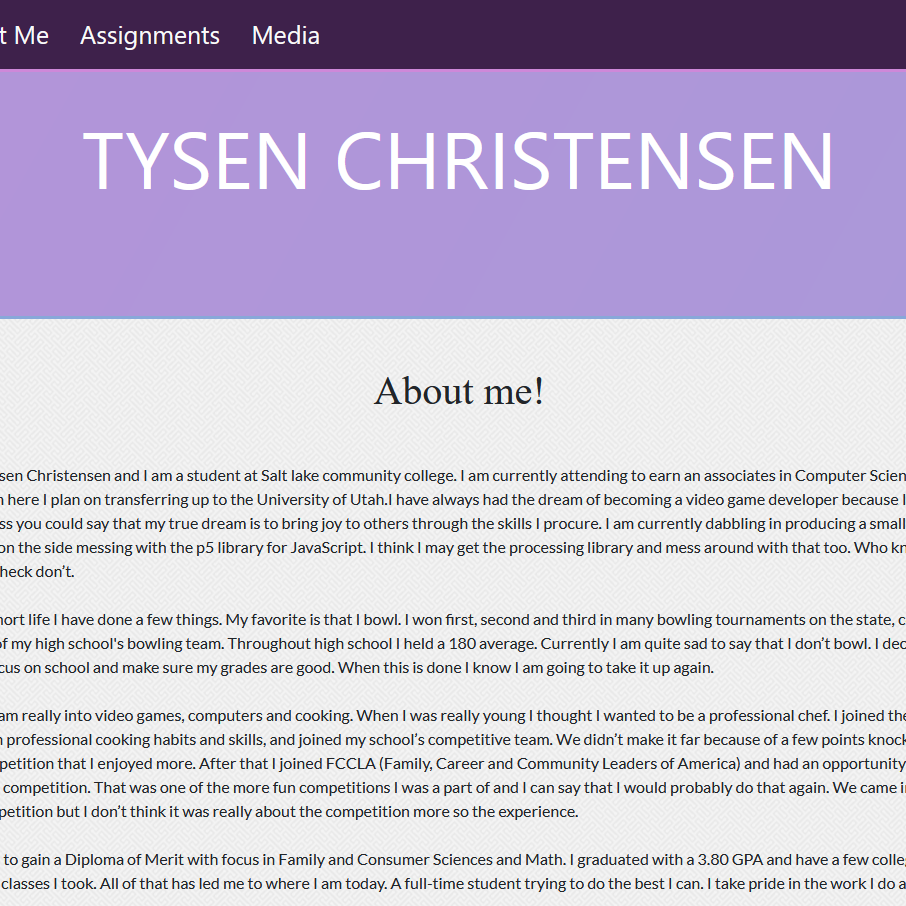 t Me Assignments Media
TYSEN CHRISTENSEN
About me!
sen Christensen and I am a student at Salt lake community college. I am currently attending to earn an associates in Computer Scien
n here I plan on transferring up to the University of Utah.I have always had the dream of becoming a video game developer because I
ss you could say that my true dream is to bring joy to others through the skills I procure. I am currently dabbling in producing a small
on the side messing with the p5 library for JavaScript. I think I may get the processing library and mess around with that too. Who kn
heck don’t.
hort life I have done a few things. My favorite is that I bowl. I won first, second and third in many bowling tournaments on the state, c
of my high school's bowling team. Throughout high school I held a 180 average. Currently I am quite sad to say that I don’t bowl. I dec
cus on school and make sure my grades are good. When this is done I know I am going to take it up again.
am really into video games, computers and cooking. When I was really young I thought I wanted to be a professional chef. I joined the
n professional cooking habits and skills, and joined my school’s competitive team. We didn’t make it far because of a few points knock
petition that I enjoyed more. After that I joined FCCLA (Family, Career and Community Leaders of America) and had an opportunity
competition. That was one of the more fun competitions I was a part of and I can say that I would probably do that again. We came i
petition but I don’t think it was really about the competition more so the experience.
to gain a Diploma of Merit with focus in Family and Consumer Sciences and Math. I graduated with a 3.80 GPA and have a few colle
classes I took. All of that has led me to where I am today. A full-time student trying to do the best I can. I take pride in the work I do a